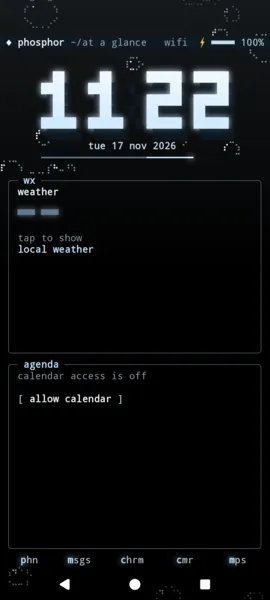 ♦ phosphor ~/at a glance wifi ⚡ 100%
11 22
tue 17 nov 2026
wx
weather
tap to show
local weather
agenda
calendar access is off
[ allow calendar ]
phn msgs chrm cmr mps